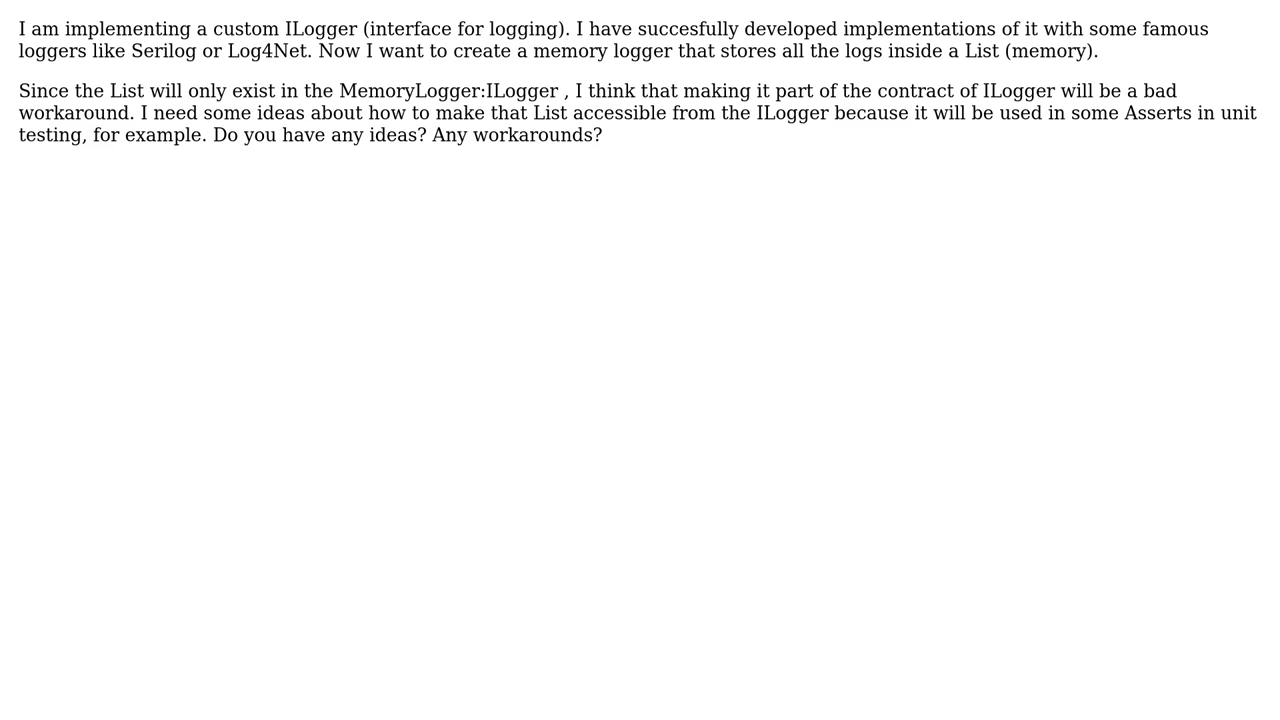 I am implementing a custom ILogger (interface for logging). I have succesfully developed implementations of it with some famous
loggers like Serilog or Log4Net. Now I want to create a memory logger that stores all the logs inside a List (memory).
Since the List will only exist in the MemoryLogger:ILogger , I think that making it part of the contract of ILogger will be a bad
workaround. I need some ideas about how to make that List accessible from the ILogger because it will be used in some Asserts in unit
testing, for example. Do you have any ideas? Any workarounds?